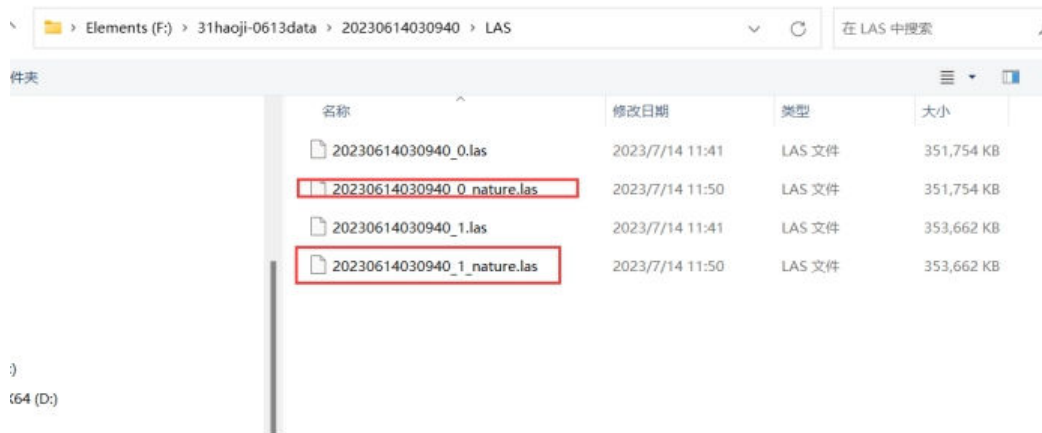 Elements (F:) › 31haoji-0613data › 20230614030940 › LAS
在 LAS 中搜索
件夹
名称 修改日期 类型 大小
20230614030940_0.las 2023/7/14 11:41 LAS 文件 351,754 KB
20230614030940_0_nature.las 2023/7/14 11:50 LAS 文件 351,754 KB
20230614030940_1.las 2023/7/14 11:41 LAS 文件 353,662 KB
20230614030940_1_nature.las 2023/7/14 11:50 LAS 文件 353,662 KB
:)
X64 (D:)